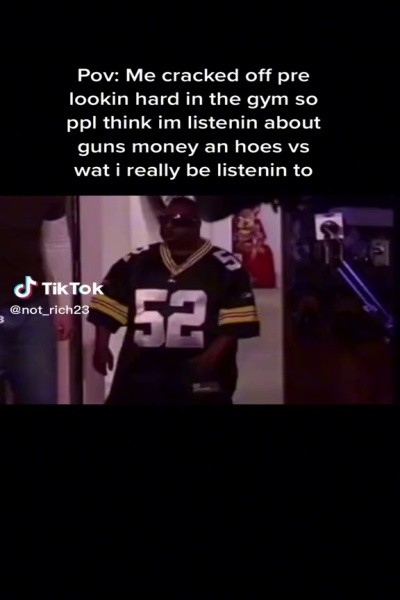 Pov: Me cracked off pre
lookin hard in the gym so
ppl think im listenin about
guns money an hoes vs
wat i really be listenin to
52
52
TikTok
@not_rich23